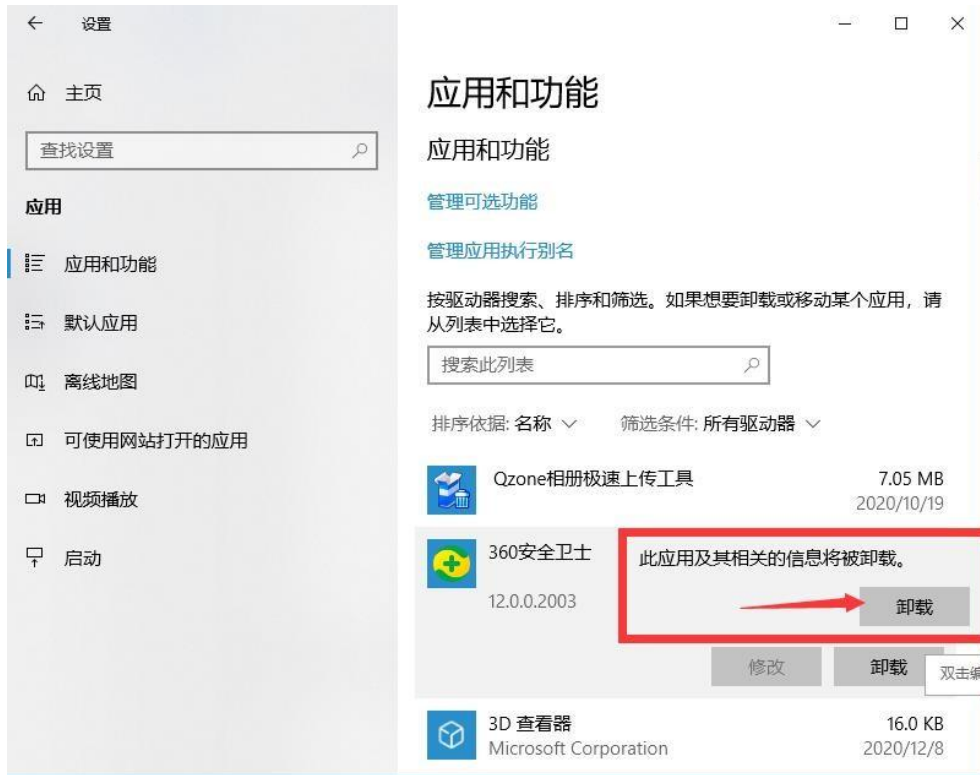 设置
主页
查找设置
应用
应用和功能
默认应用
离线地图
可使用网站打开的应用
视频播放
启动
应用和功能
应用和功能
管理可选功能
管理应用执行别名
按驱动器搜索、排序和筛选。如果想要卸载或移动某个应用，请
从列表中选择它。
搜索此列表
排序依据: 名称 筛选条件: 所有驱动器
Qzone相册极速上传工具 7.05 MB
2020/10/19
360安全卫士
12.0.0.2003
此应用及其相关的信息将被卸载。
卸载
修改 卸载
双击编
3D 查看器 16.0 KB
Microsoft Corporation 2020/12/8